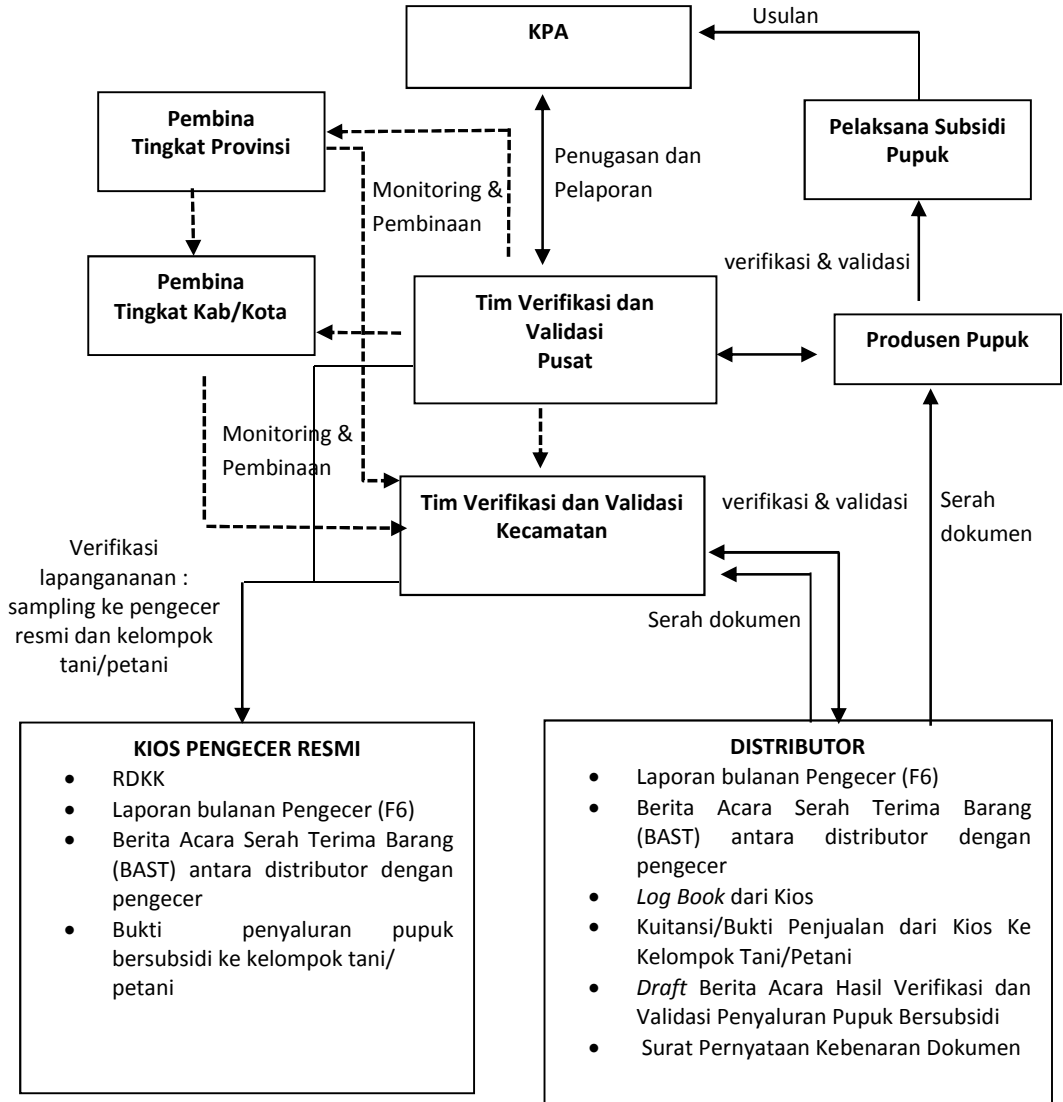 Usulan
KPA
Pembina
Tingkat Provinsi
Pelaksana Subsidi
Pupuk
Penugasan dan
Pelaporan
Monitoring &
Pembinaan
verifikasi & validasi
Pembina
Tingkat Kab/Kota
Tim Verifikasi dan
Validasi
Pusat
Produsen Pupuk
Monitoring &
Pembinaan
Tim Verifikasi dan Validasi
Kecamatan
verifikasi & validasi
Serah
dokumen
Verifikasi
lapangananan :
sampling ke pengecer
resmi dan kelompok
tani/petani
Serah dokumen
KIOS PENGECER RESMI
• RDKK
• Laporan bulanan Pengecer (F6)
• Berita Acara Serah Terima Barang
(BAST) antara distributor dengan
pengecer
• Bukti penyaluran pupuk
bersubsidi ke kelompok tani/
petani
DISTRIBUTOR
• Laporan bulanan Pengecer (F6)
• Berita Acara Serah Terima Barang
(BAST) antara distributor dengan
pengecer
• Log Book dari Kios
• Kuitansi/Bukti Penjualan dari Kios Ke
Kelompok Tani/Petani
• Draft Berita Acara Hasil Verifikasi dan
Validasi Penyaluran Pupuk Bersubsidi
• Surat Pernyataan Kebenaran Dokumen